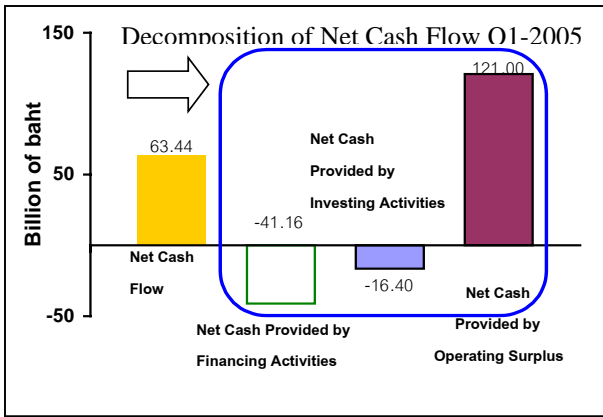 Decomposition of Net Cash Flow Q1-2005
150
50
-50
Billion of baht
63.44
-41.16
-16.40
121.00
Net Cash
Flow
Net Cash Provided by
Financing Activities
Net Cash
Provided by
Investing Activities
Net Cash
Provided by
Operating Surplus